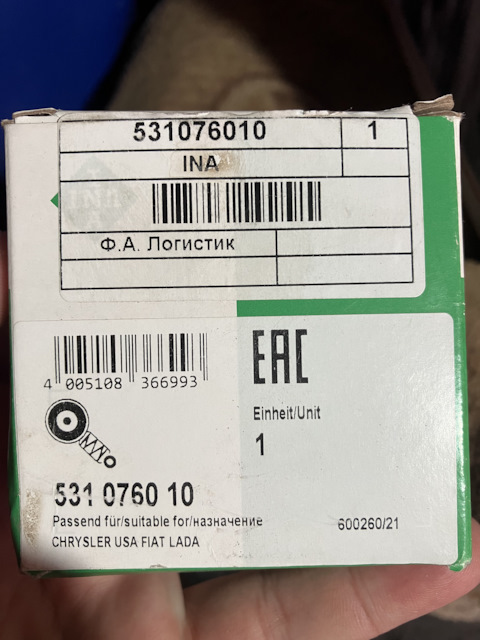 531076010 1
INA
INA
Ф.А. Логистик
4 005108 366993
EAC
Einheit/Unit
1
531 0760 10
Passend für/suitable for/назначение
600260/21
CHRYSLER USA FIAT LADA